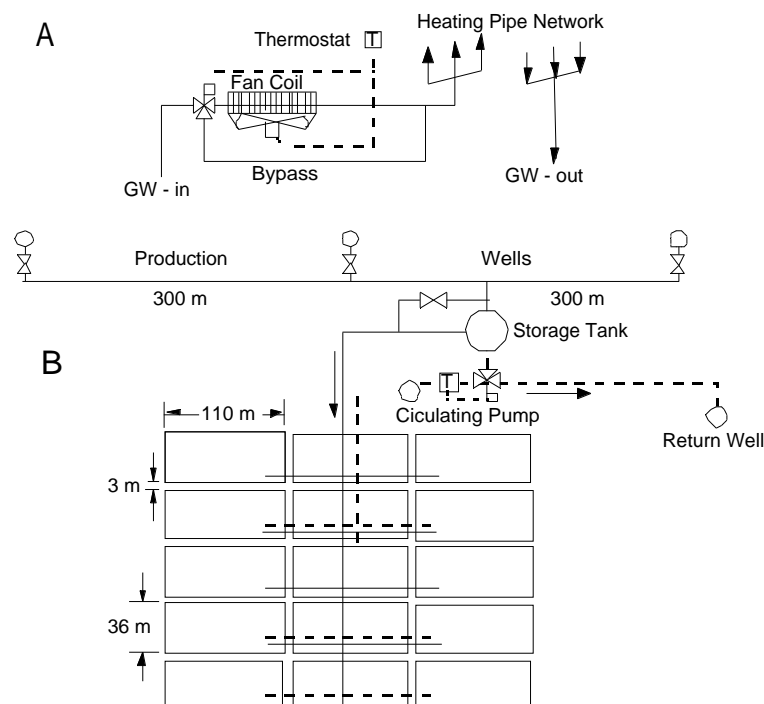 A
Heating Pipe Network
Thermostat T
Fan Coil
Bypass
GW - in
GW - out
Production
Wells
300 m
300 m
Storage Tank
B
T
110 m
Ciculating Pump
Return Well
3 m
36 m